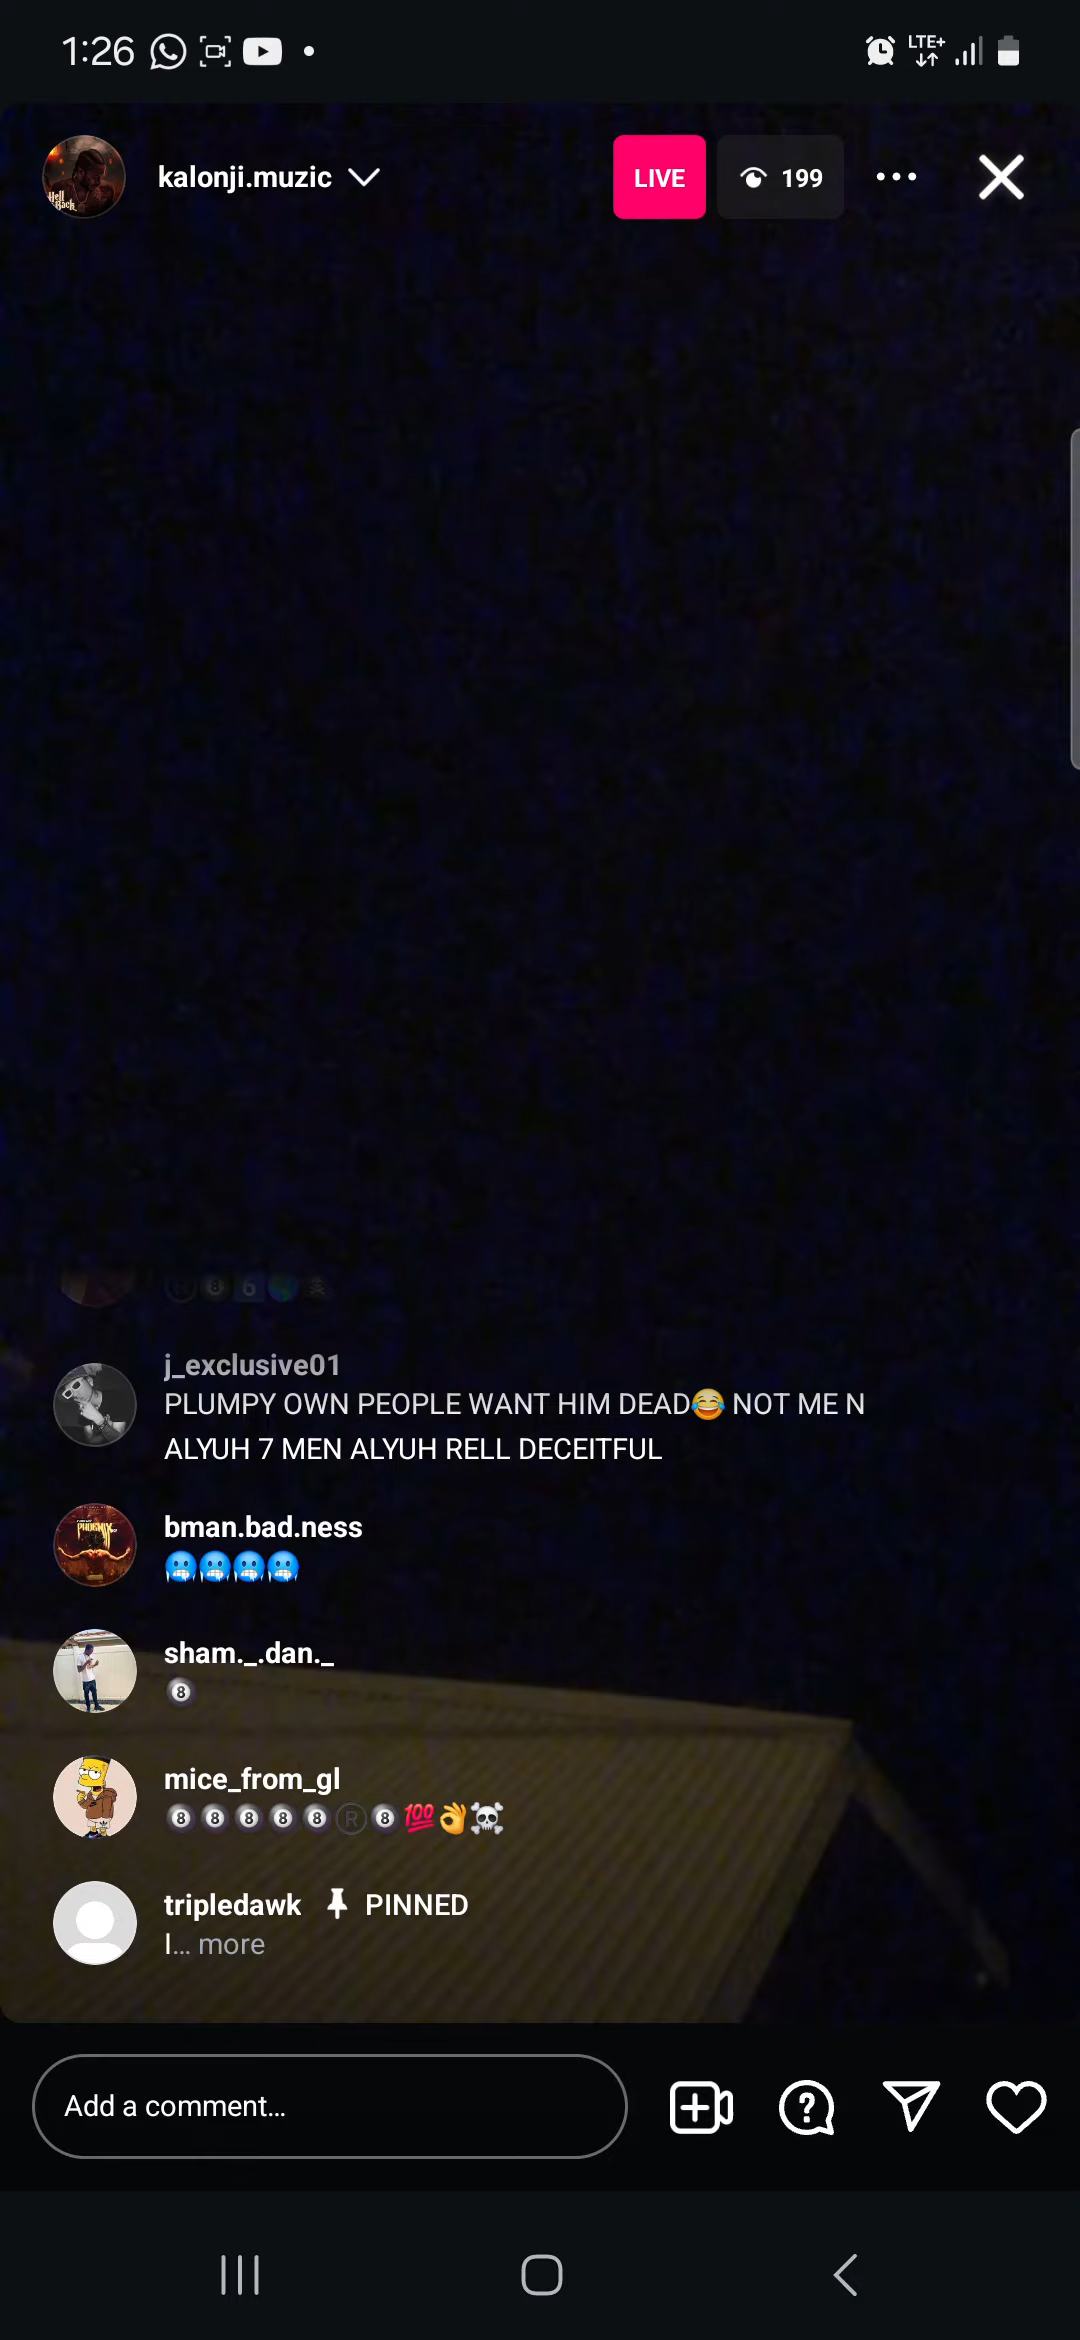 1:26
LTE+
kalonji.muzic
LIVE
199
j_exclusive01
PLUMPY OWN PEOPLE WANT HIM DEAD😂 NOT ME N
ALYUH 7 MEN ALYUH RELL DECEITFUL
bman.bad.ness
🥶🥶🥶🥶
sham._.dan._
🎱
mice_from_gl
🎱🎱🎱🎱🎱®🎱💯👌☠
tripledawk PINNED
I... more
Add a comment...